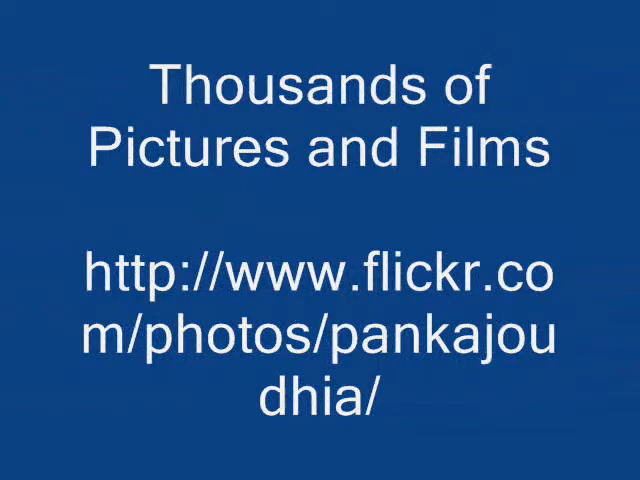 Thousands of
Pictures and Films
http://www.flickr.co
m/photos/pankajou
dhia/